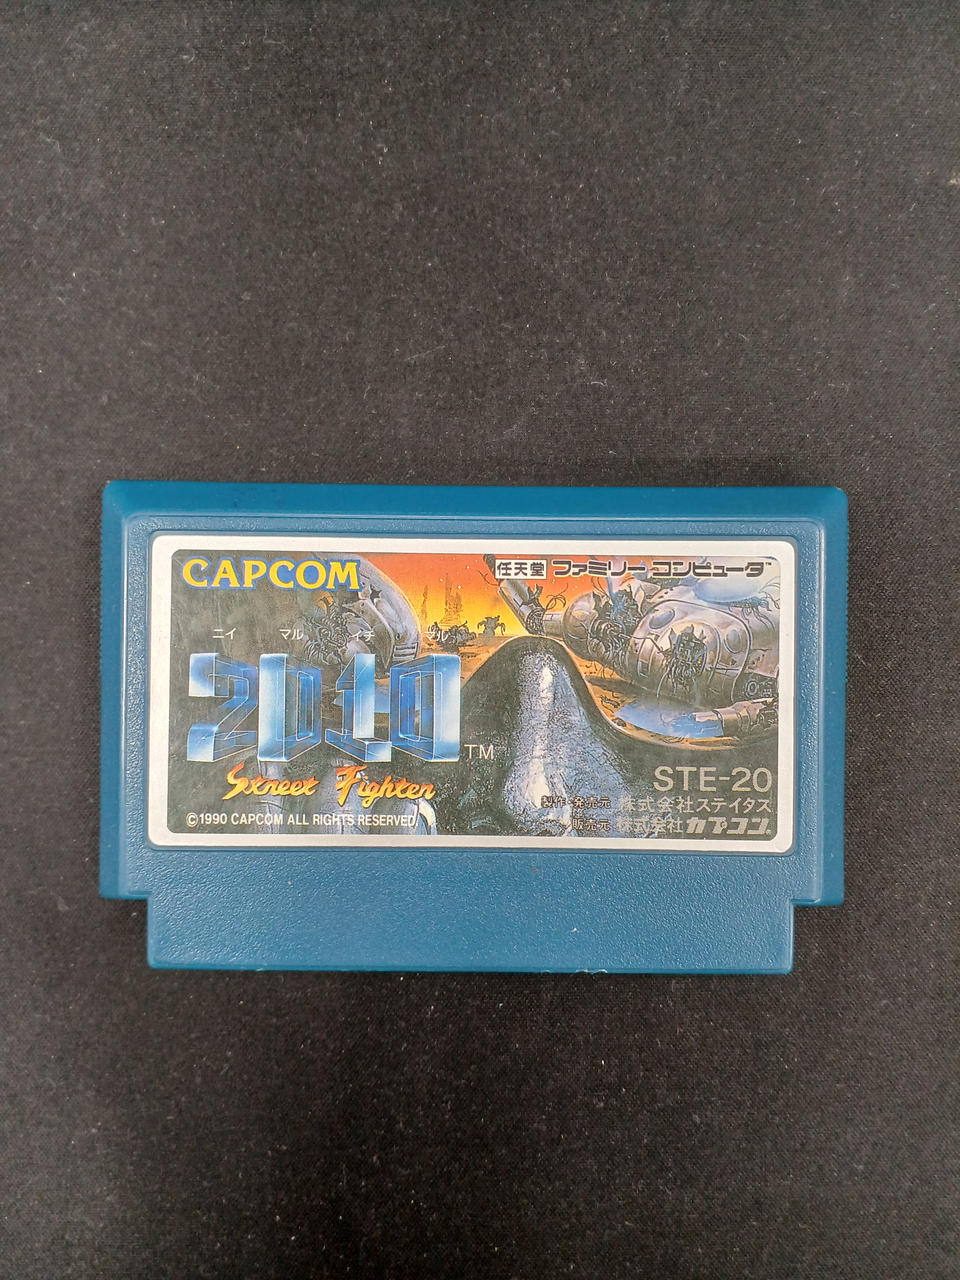 CAPCOM
任天堂 ファミリーコンピュータ™
ニイ マル イチ マル
2010™
Street Fighter
STE-20
製作・発売元 株式会社ステイタス
販売元 株式会社カプコン.
©1990 CAPCOM ALL RIGHTS RESERVED.